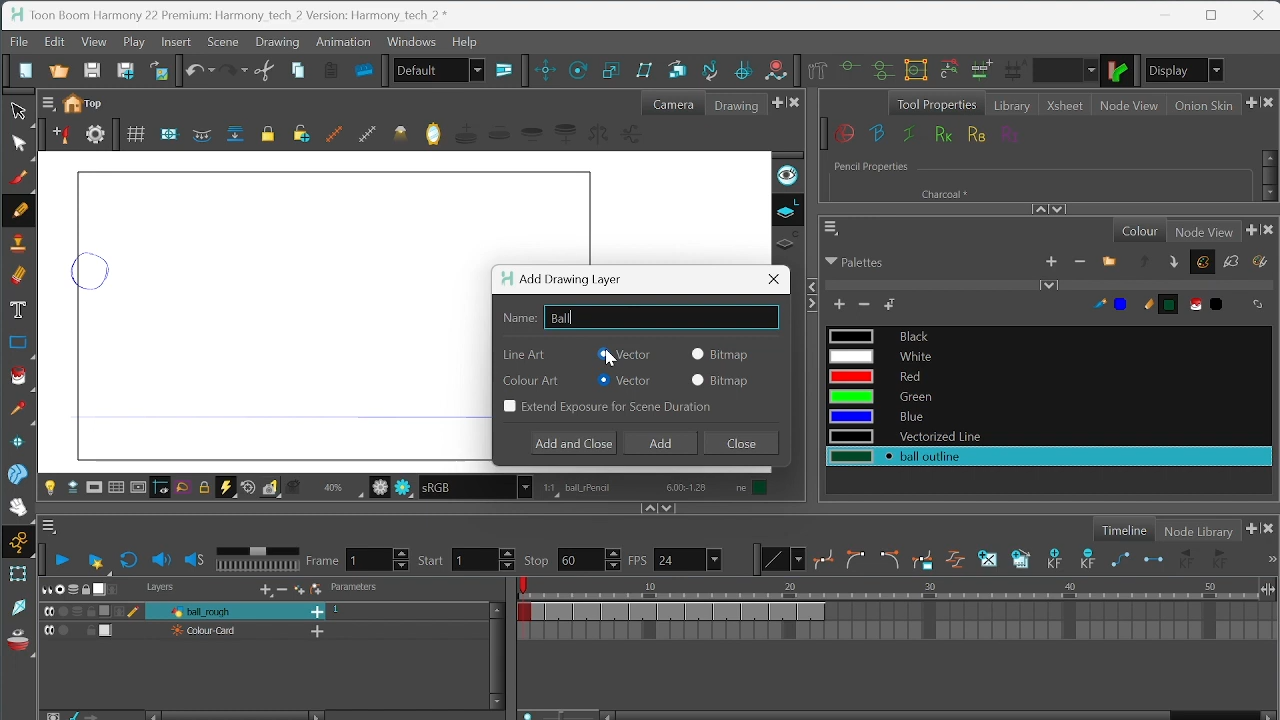 Toon Boom Harmony 22 Premium: Harmony_tech_2 Version: Harmony_tech_2 *
File Edit View Play Insert Scene Drawing Animation Windows Help
Default Display
Top Camera Drawing Tool Properties Library Xsheet Node View Onion Skin
Pencil Properties
Charcoal *
Colour Node View
Palettes
Add Drawing Layer
Name: Ball
Line Art Vector Bitmap
Colour Art Vector Bitmap
Extend Exposure for Scene Duration
Add and Close Add Close
Black
White
Red
Green
Blue
Vectorized Line
ball outline
40% sRGB 1:1 ball_rPencil 6.00:-1.28 ne
Timeline Node Library
Frame 1 Start 1 Stop 60 FPS 24
Layers Parameters 10 20 30 40 50
ball_rough 1
Colour-Card